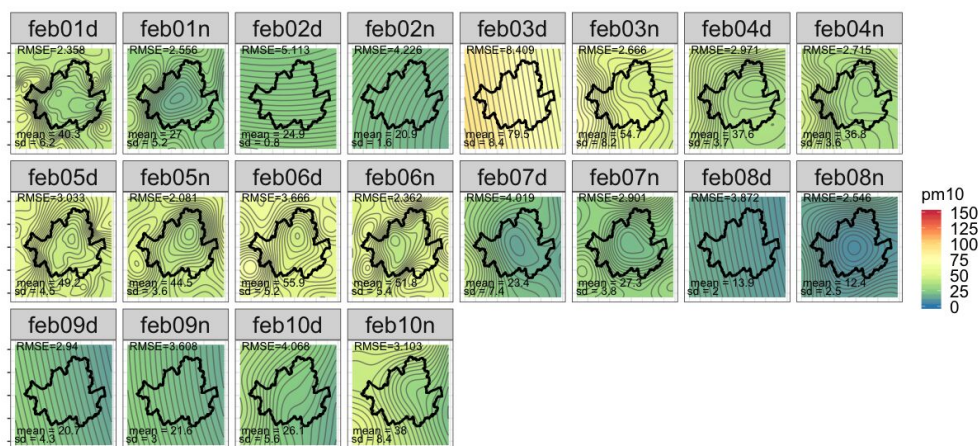 feb01d feb01n feb02d feb02n feb03d feb03n feb04d feb04n
RMSE=2.358 RMSE=2.556 RMSE=5.113 RMSE=4.226 RMSE=8.409 RMSE=2.666 RMSE=2.971 RMSE=2.715
mean = 40.3 mean = 27 mean = 24.9 mean = 20.9 mean = 79.5 mean = 54.7 mean = 37.6 mean = 36.8
sd = 6.2 sd = 5.2 sd = 0.8 sd = 1.6 sd = 8.4 sd = 8.2 sd = 3.7 sd = 3.6
feb05d feb05n feb06d feb06n feb07d feb07n feb08d feb08n
RMSE=3.033 RMSE=2.081 RMSE=3.666 RMSE=2.362 RMSE=4.019 RMSE=2.901 RMSE=3.872 RMSE=2.546
mean = 49.2 mean = 44.5 mean = 55.9 mean = 51.8 mean = 23.4 mean = 27.3 mean = 13.9 mean = 12.4
sd = 4.5 sd = 3.6 sd = 5.2 sd = 5.4 sd = 7.4 sd = 3.8 sd = 2 sd = 2.5
feb09d feb09n feb10d feb10n
RMSE=2.94 RMSE=3.608 RMSE=4.068 RMSE=3.103
mean = 20.7 mean = 21.6 mean = 26.1 mean = 38
sd = 4.3 sd = 3 sd = 5.6 sd = 8.4
pm10
150
125
100
75
50
25
0